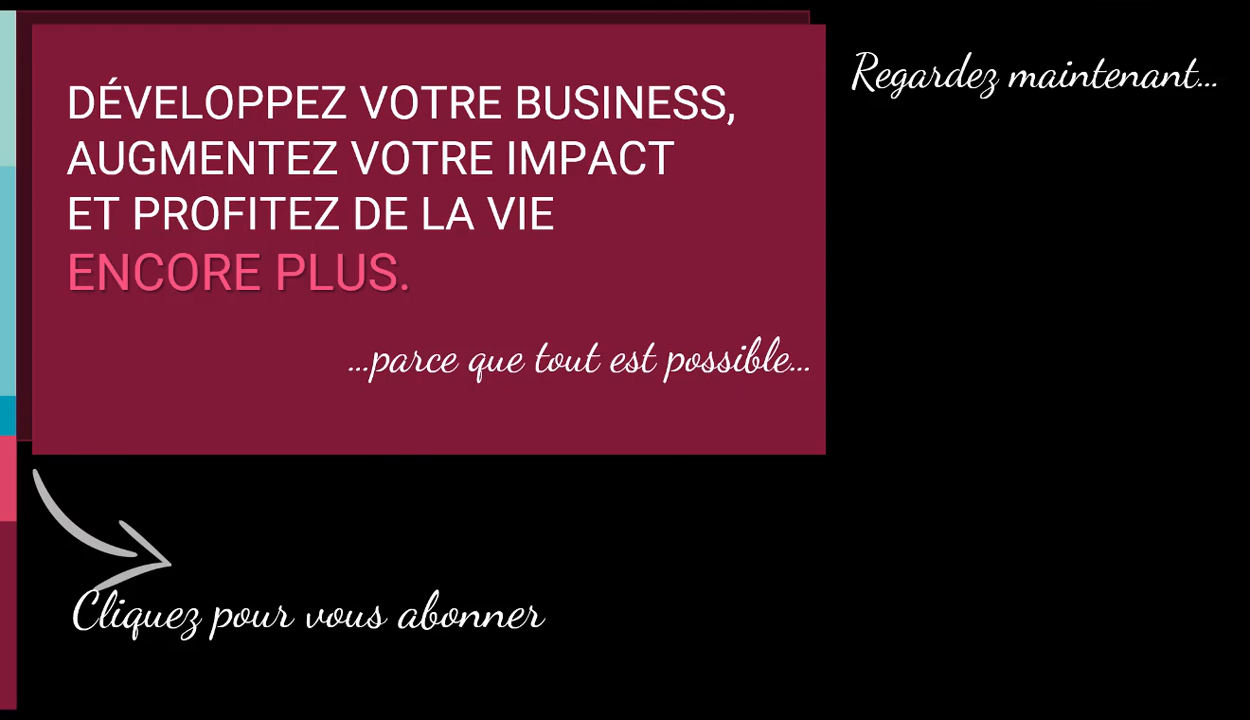 DÉVELOPPEZ VOTRE BUSINESS,
AUGMENTEZ VOTRE IMPACT
ET PROFITEZ DE LA VIE
ENCORE PLUS.
...parce que tout est possible...
Regardez maintenant...
Cliquez pour vous abonner